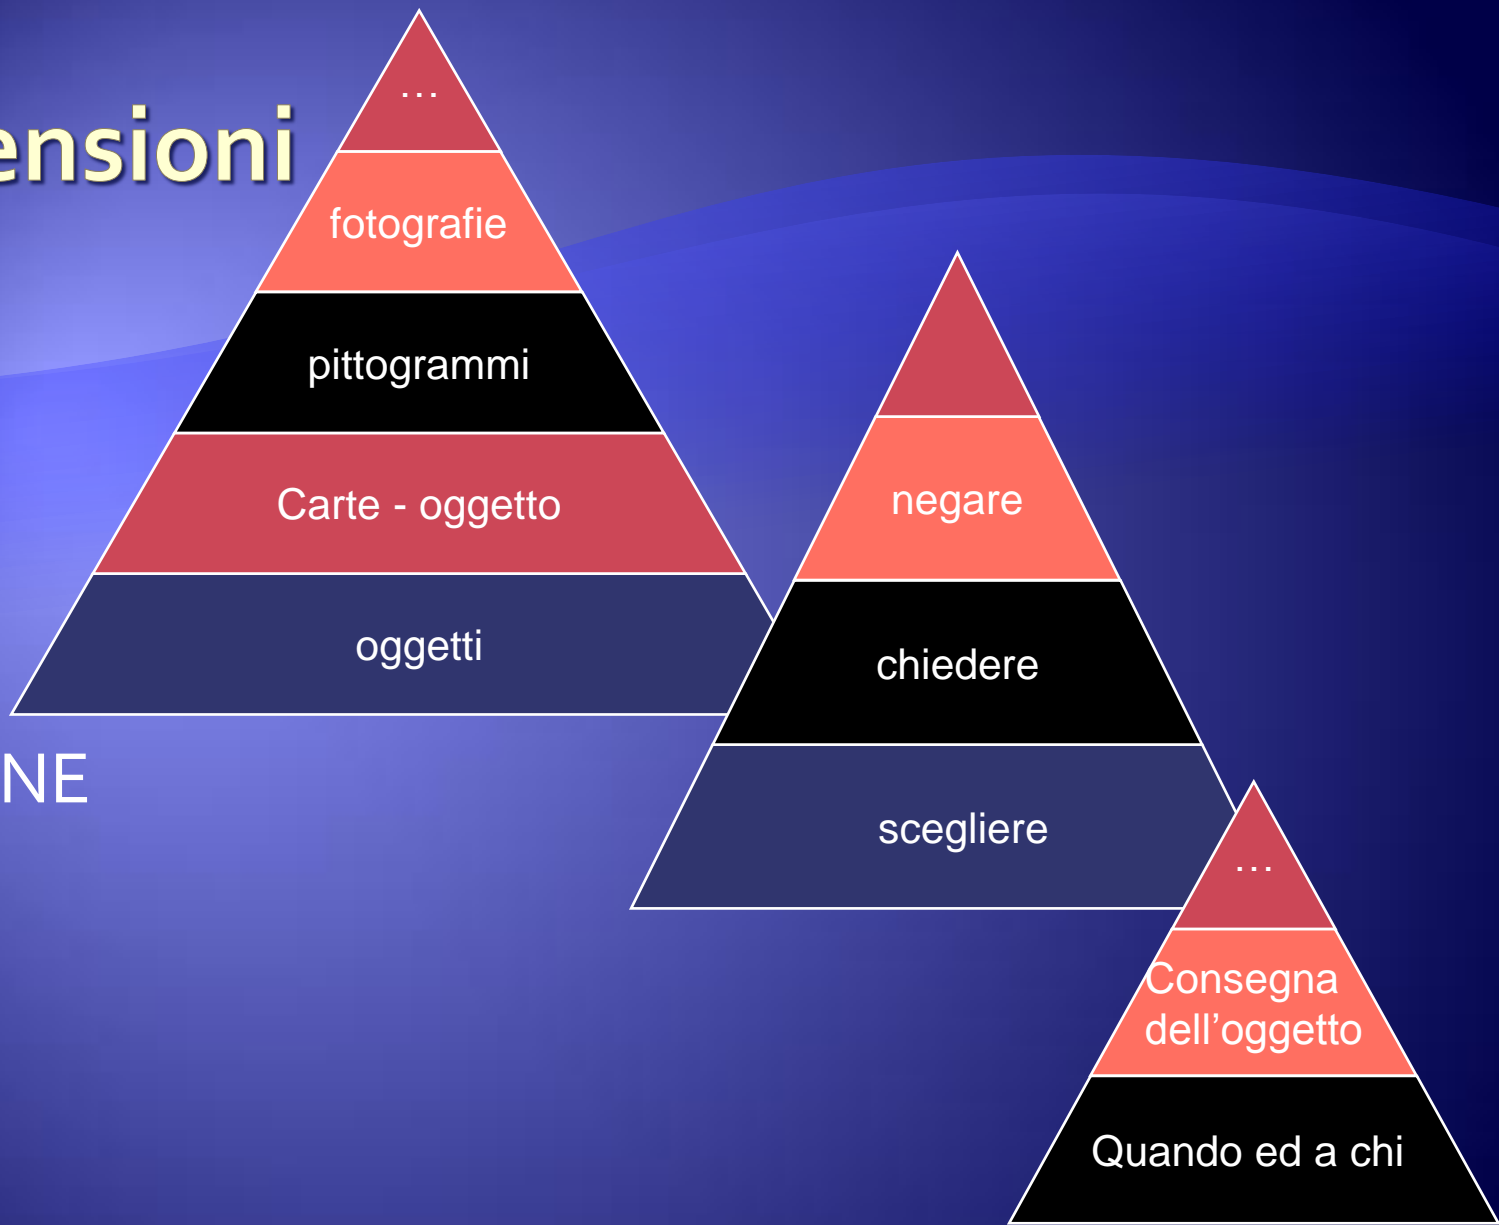 ensioni
…
fotografie
pittogrammi
Carte - oggetto
oggetti
NE
negare
chiedere
scegliere
…
Consegna
dell’oggetto
Quando ed a chi